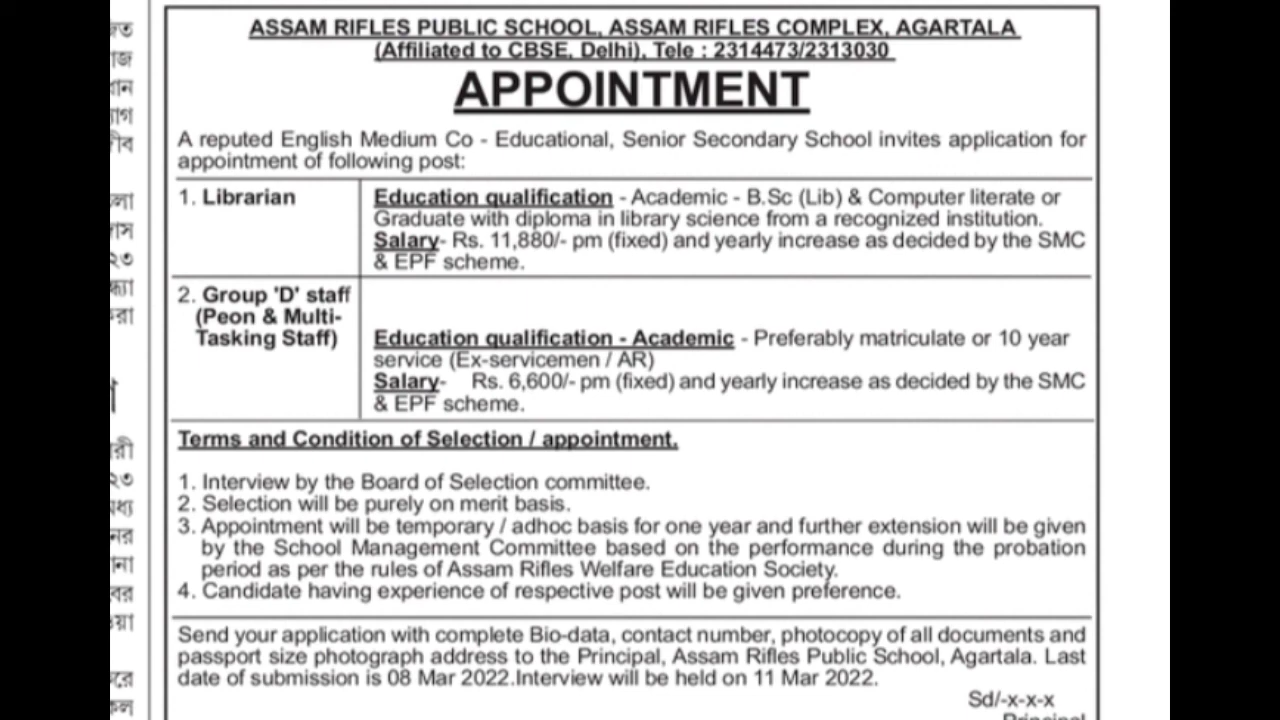 ASSAM RIFLES PUBLIC SCHOOL, ASSAM RIFLES COMPLEX, AGARTALA
(Affiliated to CBSE, Delhi), Tele : 2314473/2313030
APPOINTMENT
A reputed English Medium Co - Educational, Senior Secondary School invites application for
appointment of following post:
1. Librarian
Education qualification - Academic - B.Sc (Lib) & Computer literate or
Graduate with diploma in library science from a recognized institution.
Salary- Rs. 11,880/- pm (fixed) and yearly increase as decided by the SMC
& EPF scheme.
2. Group 'D' staff
(Peon & Multi-
Tasking Staff)
Education qualification - Academic - Preferably matriculate or 10 year
service (Ex-servicemen / AR)
Salary- Rs. 6,600/- pm (fixed) and yearly increase as decided by the SMC
& EPF scheme.
Terms and Condition of Selection / appointment.
1. Interview by the Board of Selection committee.
2. Selection will be purely on merit basis.
3. Appointment will be temporary / adhoc basis for one year and further extension will be given
by the School Management Committee based on the performance during the probation
period as per the rules of Assam Rifles Welfare Education Society.
4. Candidate having experience of respective post will be given preference.
Send your application with complete Bio-data, contact number, photocopy of all documents and
passport size photograph address to the Principal, Assam Rifles Public School, Agartala. Last
date of submission is 08 Mar 2022.Interview will be held on 11 Mar 2022.
Sd/-x-x-x
Principal